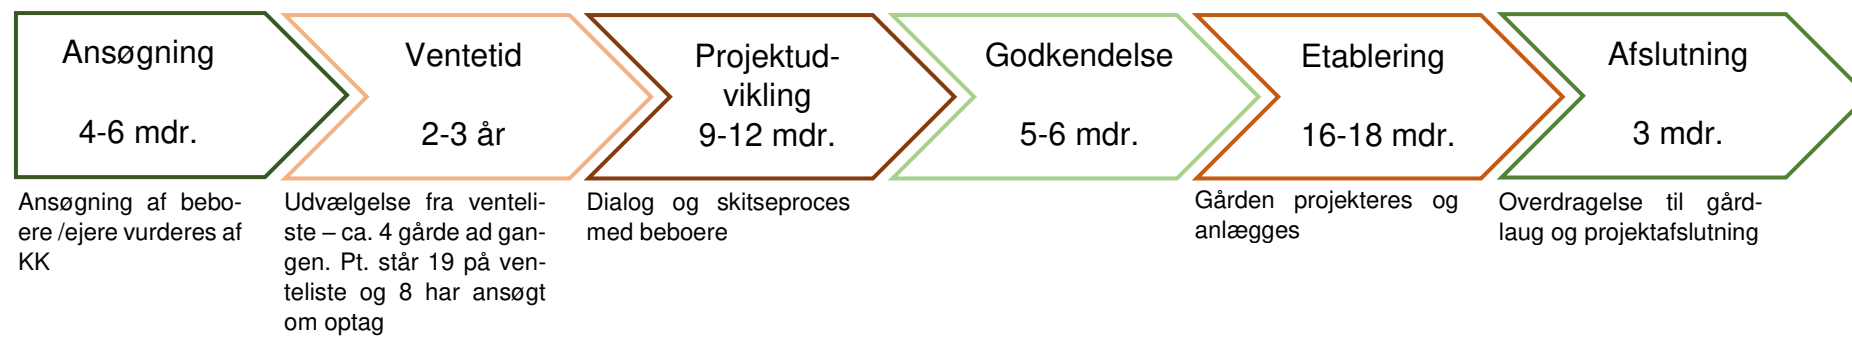 Ansøgning
4-6 mdr.
Ansøgning af bebo-
ere /ejere vurderes af
KK
Ventetid
2-3 år
Udvælgelse fra venteli-
ste – ca. 4 gårde ad gan-
gen. Pt. står 19 på ven-
teliste og 8 har ansøgt
om optag
Projektud-
vikling
9-12 mdr.
Dialog og skitseproces
med beboere
Godkendelse
5-6 mdr.
Etablering
16-18 mdr.
Gården projekteres og
anlægges
Afslutning
3 mdr.
Overdragelse til gård-
laug og projektafslutning